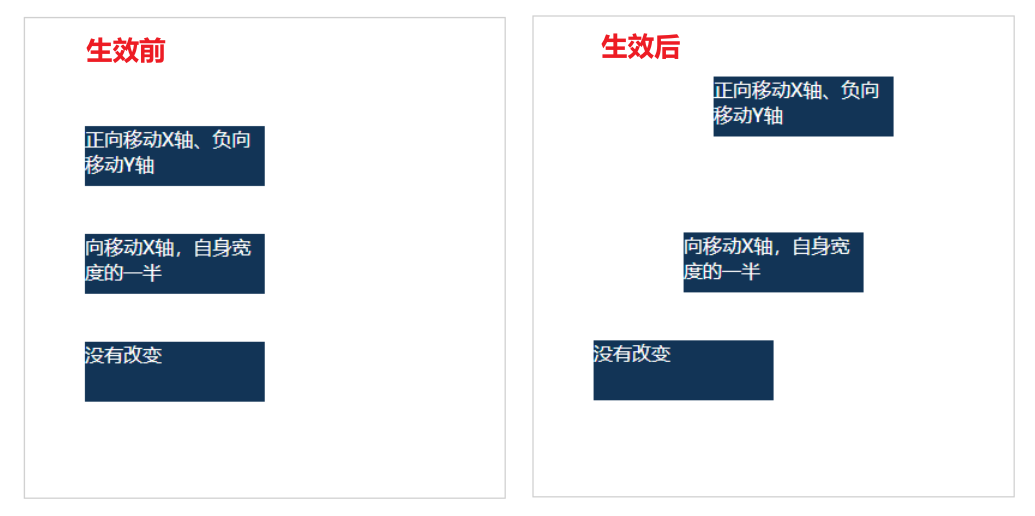 生效前
正向移动X轴、负向
移动Y轴
向移动X轴，自身宽
度的一半
没有改变
生效后
正向移动X轴、负向
移动Y轴
向移动X轴，自身宽
度的一半
没有改变